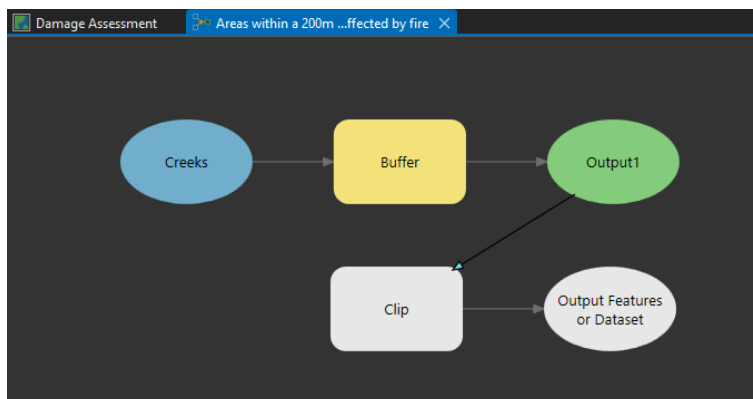 Damage Assessment
Areas within a 200m ...ffected by fire
Creeks
Buffer
Output1
Clip
Output Features
or Dataset